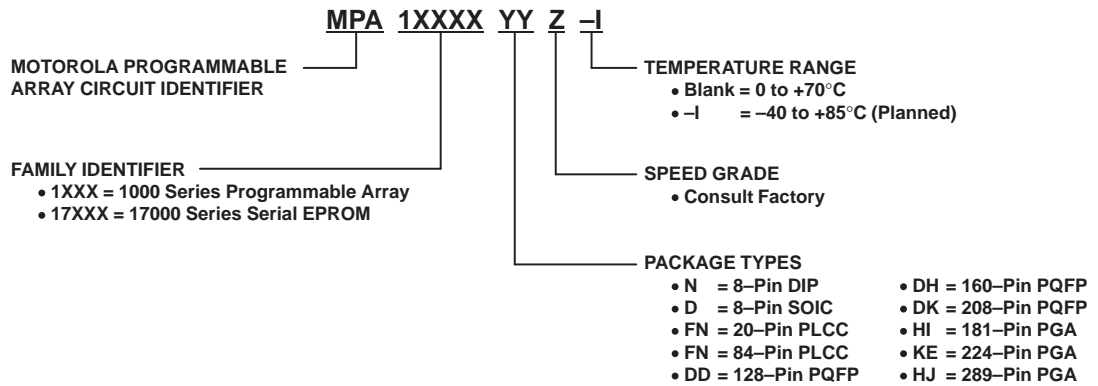 MPA 1XXXX YY Z –I
MOTOROLA PROGRAMMABLE
ARRAY CIRCUIT IDENTIFIER
TEMPERATURE RANGE
• Blank = 0 to +70°C
• –I = –40 to +85°C (Planned)
FAMILY IDENTIFIER
• 1XXX = 1000 Series Programmable Array
• 17XXX = 17000 Series Serial EPROM
SPEED GRADE
• Consult Factory
PACKAGE TYPES
• N = 8–Pin DIP
• D = 8–Pin SOIC
• FN = 20–Pin PLCC
• FN = 84–Pin PLCC
• DD = 128–Pin PQFP
• DH = 160–Pin PQFP
• DK = 208–Pin PQFP
• HI = 181–Pin PGA
• KE = 224–Pin PGA
• HJ = 289–Pin PGA